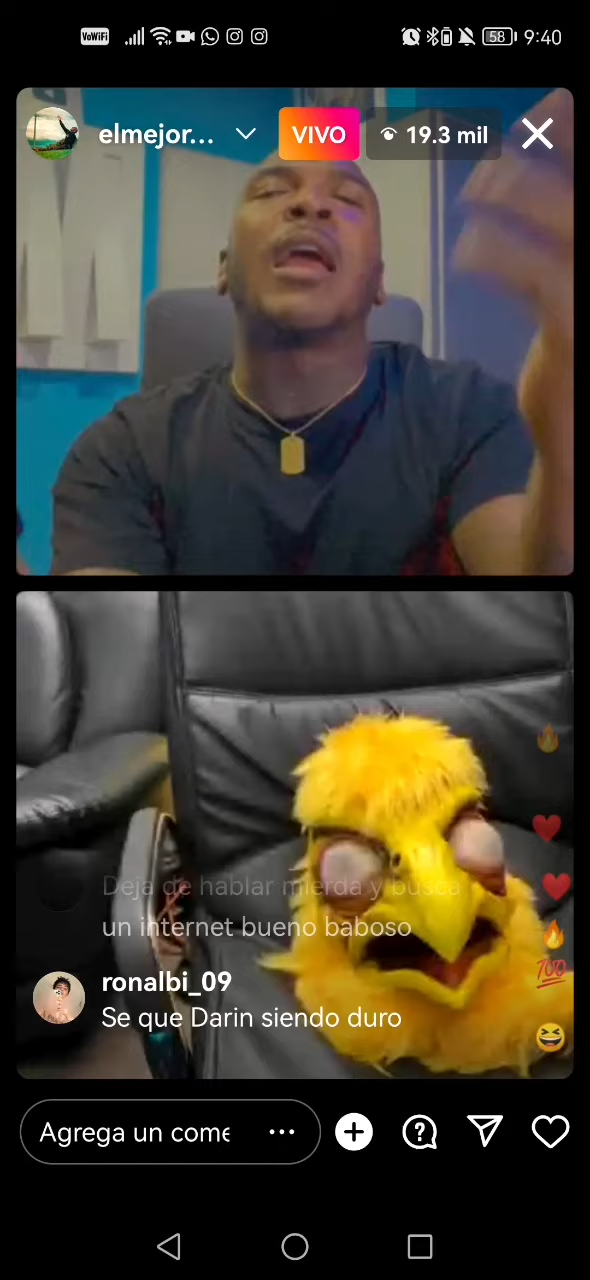 VoWiFi
58
9:40
elmejor...
VIVO
19.3 mil
Deja de hablar mierda y busca
un internet bueno baboso
ronalbi_09
Se que Darin siendo duro
100
Agrega un come